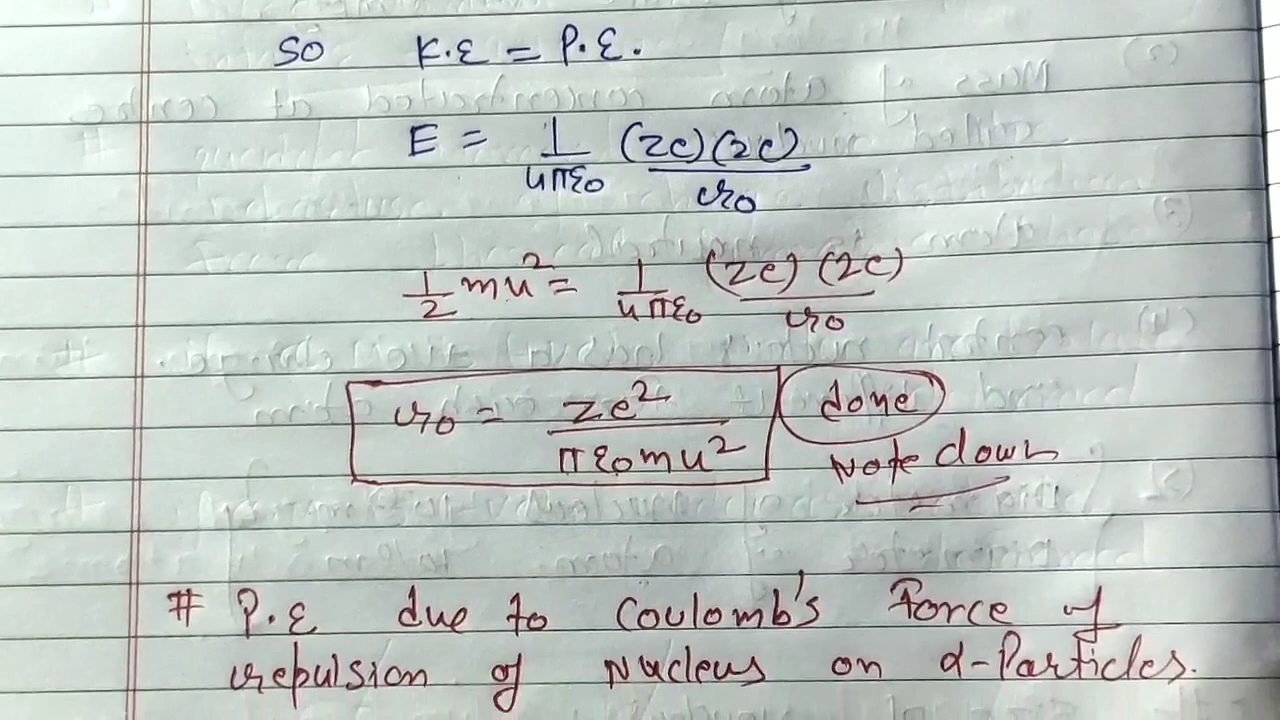 SO K.E = P.E.
E = 1/4πε0 (Ze)(2e)/r0
1/2 mu² = 1/4πε0 (Ze)(2e)/r0
r0 = Ze²/πε0mu² done
Note down
# P.E due to Coulomb's Force of
repulsion of Nucleus on α-Particles.